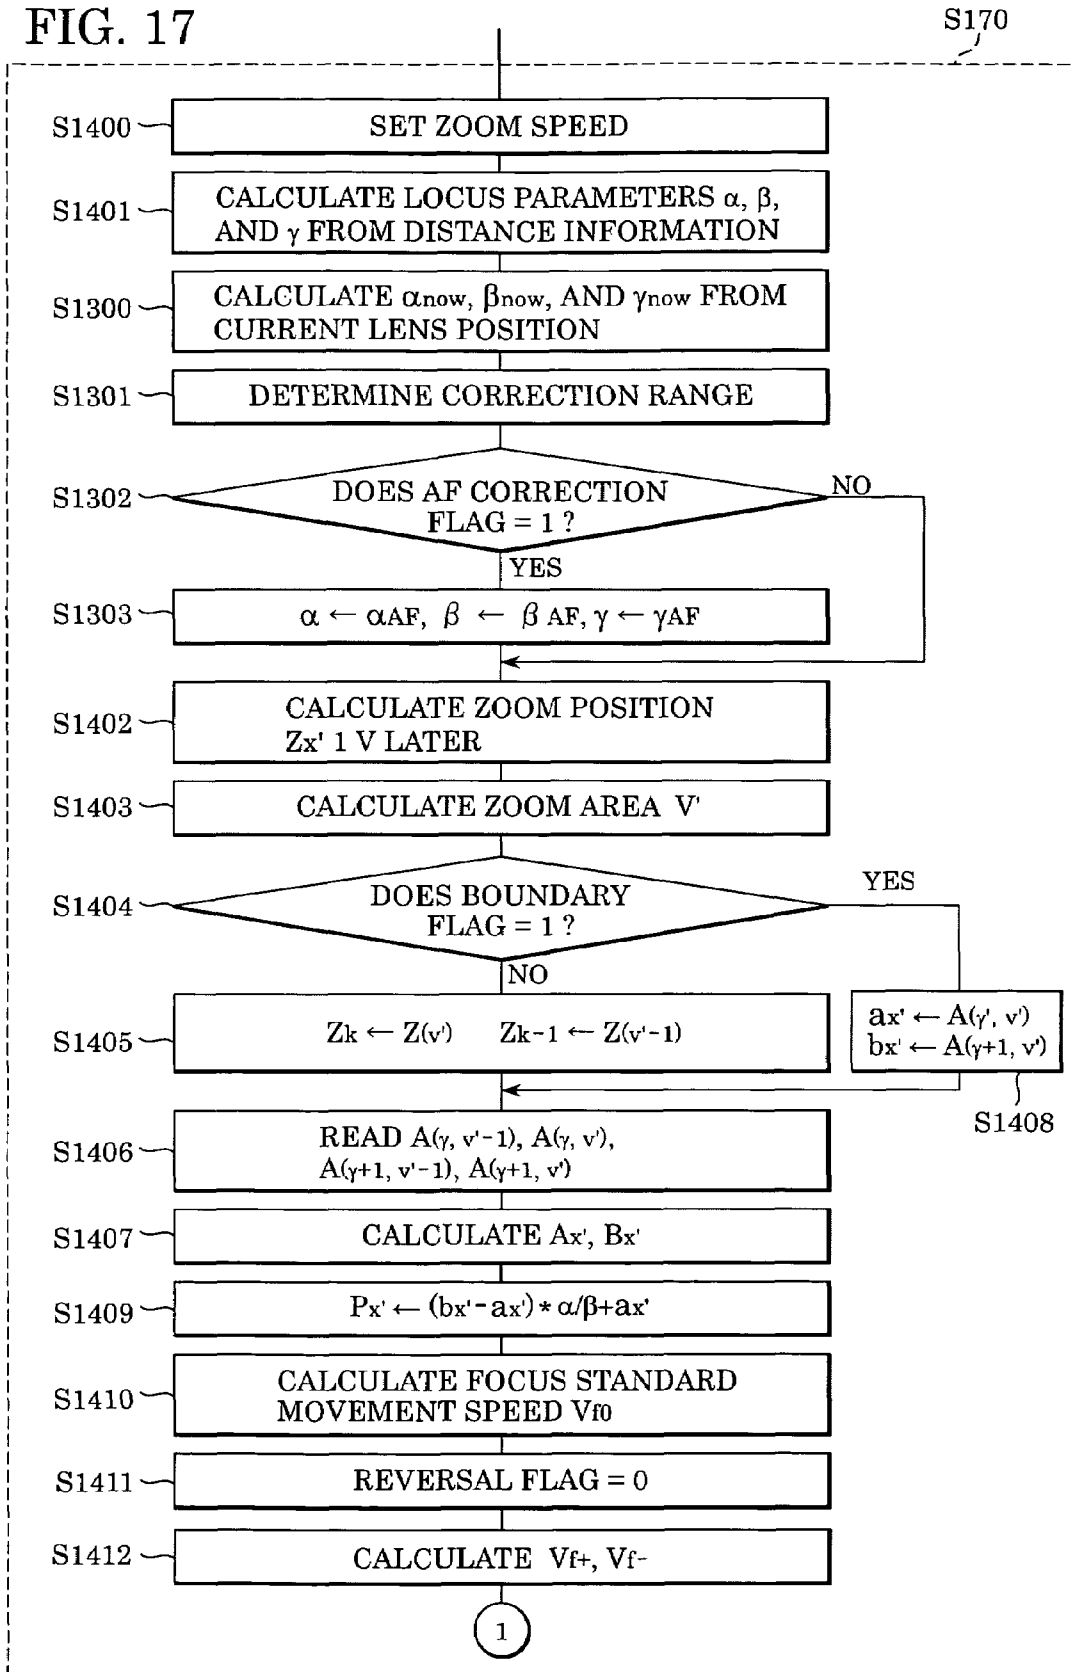 FIG. 17
S170
S1400
SET ZOOM SPEED
S1401
CALCULATE LOCUS PARAMETERS α, β,
AND γ FROM DISTANCE INFORMATION
S1300
CALCULATE αnow, βnow, AND γnow FROM
CURRENT LENS POSITION
S1301
DETERMINE CORRECTION RANGE
S1302
DOES AF CORRECTION
FLAG = 1 ?
NO
YES
S1303
α ← αAF, β ← β AF, γ ← γAF
S1402
CALCULATE ZOOM POSITION
Zx' 1 V LATER
S1403
CALCULATE ZOOM AREA V'
S1404
DOES BOUNDARY
FLAG = 1 ?
YES
NO
S1405
Zk ← Z(v') Zk-1 ← Z(v'-1)
ax' ← A(γ', v')
bx' ← A(γ+1, v')
S1408
S1406
READ A(γ, v'-1), A(γ, v'),
A(γ+1, v'-1), A(γ+1, v')
S1407
CALCULATE Ax', Bx'
S1409
Px' ← (bx'-ax') * α/β+ax'
S1410
CALCULATE FOCUS STANDARD
MOVEMENT SPEED Vf0
S1411
REVERSAL FLAG = 0
S1412
CALCULATE Vf+, Vf-
1